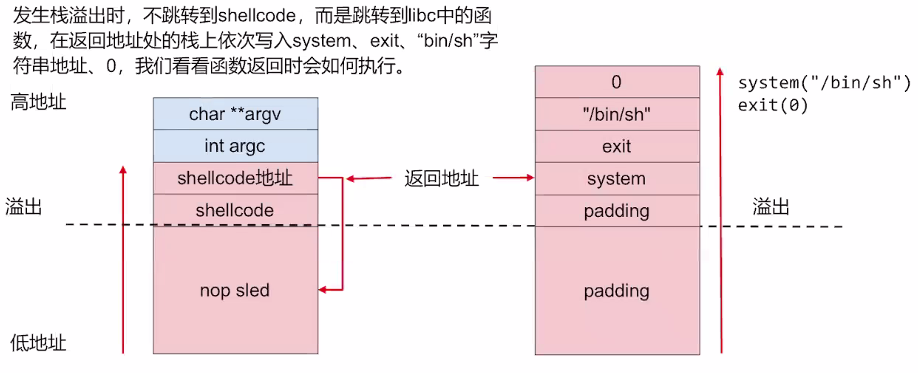 发生栈溢出时，不跳转到shellcode，而是跳转到libc中的函
数，在返回地址处的栈上依次写入system、exit、“bin/sh”字
符串地址、0，我们看看函数返回时会如何执行。
高地址
char **argv
int argc
shellcode地址
shellcode
nop sled
溢出
低地址
返回地址
0
"/bin/sh"
exit
system
padding
padding
溢出
system("/bin/sh")
exit(0)